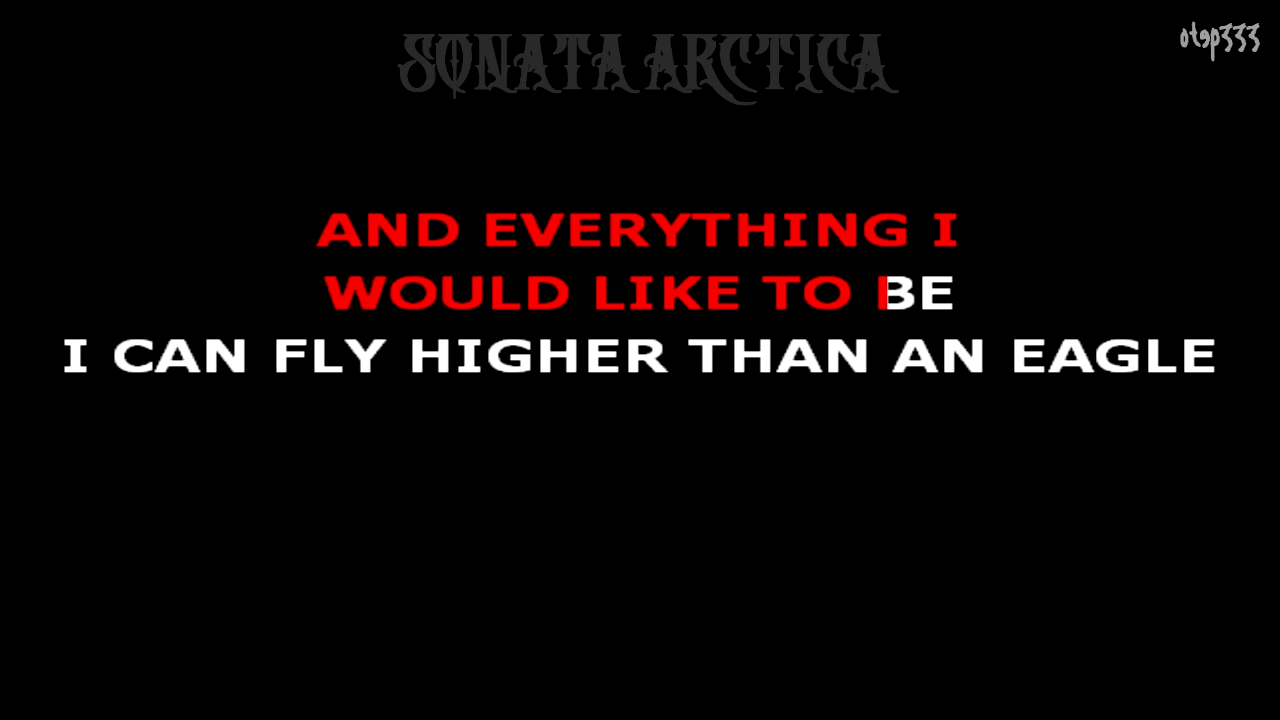 SONATA ARCTICA
otep333
AND EVERYTHING I
WOULD LIKE TO BE
I CAN FLY HIGHER THAN AN EAGLE